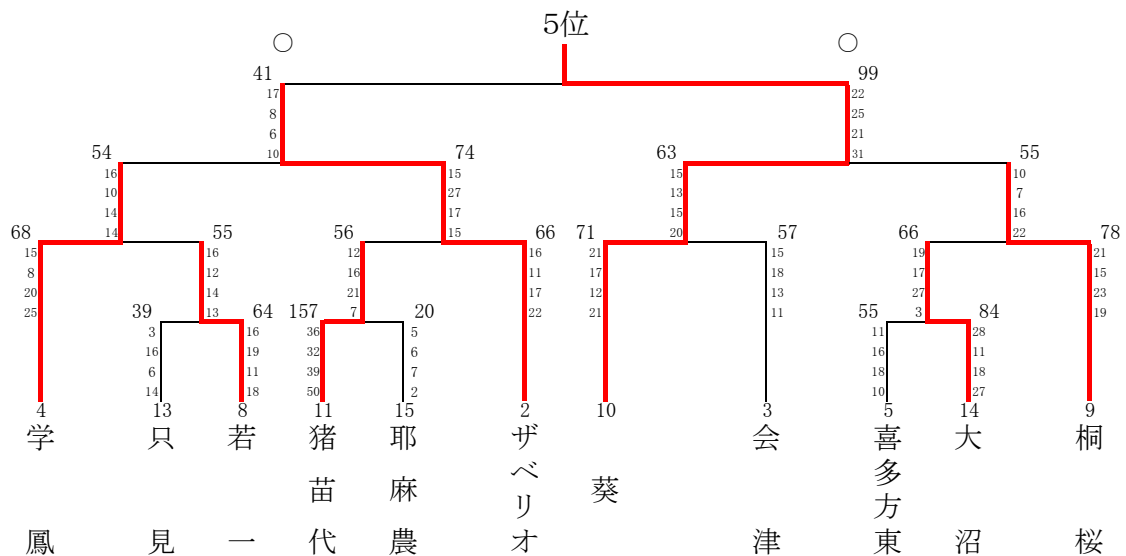 5位
○ ○
41 99
17 22
8 25
6 21
10 31
54 74 63 55
16 15 15 10
10 27 13 7
14 17 15 16
14 15 20 22
68 55 56 66 71 57 66 78
15 16 12 16 21 15 19 21
8 12 16 11 17 18 17 15
20 14 21 17 12 13 27 23
25 13 7 22 21 11 3 19
39 64 157 20 55 84
3 16 36 5 11 28
16 19 32 6 16 11
6 11 39 7 18 18
14 18 50 2 10 27
4 13 8 11 15 2 10 3 5 14 9
学鳳
只見
若一
猪苗代
耶麻農
ザベリオ
葵
会津
喜多方東
大沼
桐桜